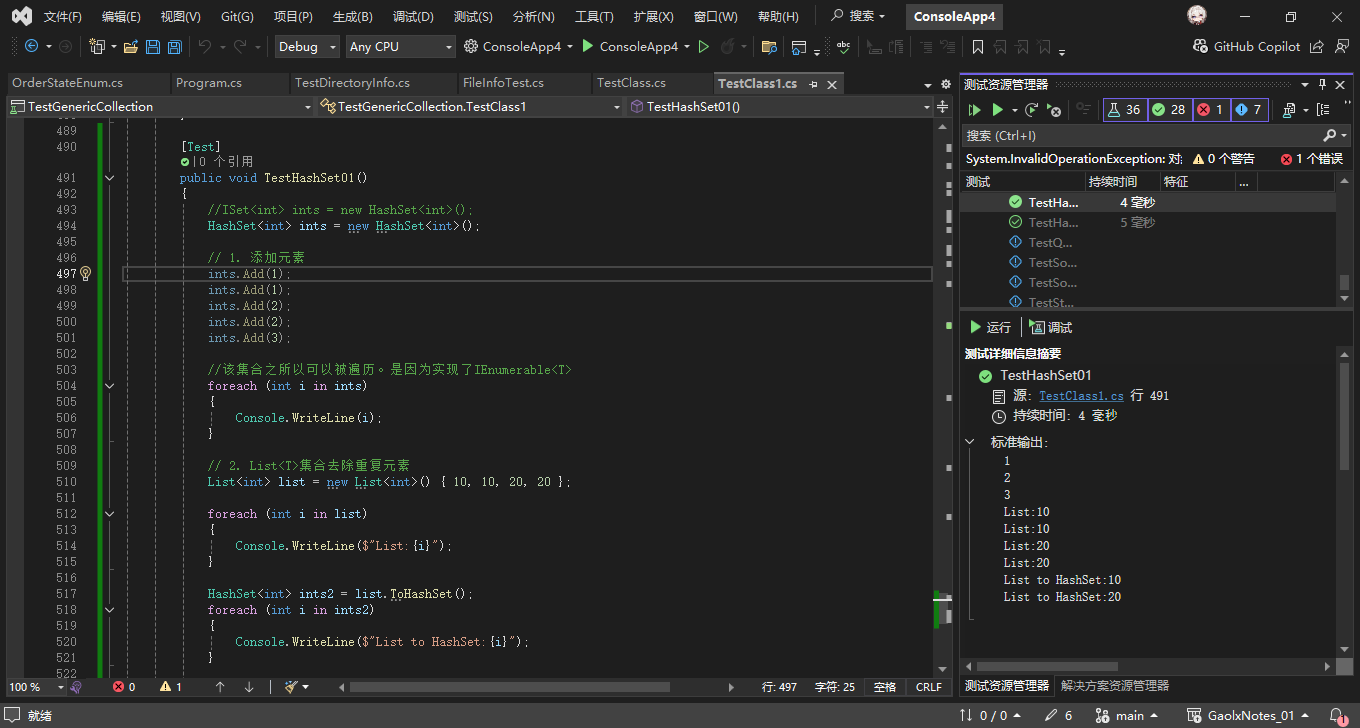 文件(F) 编辑(E) 视图(V) Git(G) 项目(P) 生成(B) 调试(D) 测试(S) 分析(N) 工具(T) 扩展(X) 窗口(W) 帮助(H) 搜索 ConsoleApp4
Debug Any CPU ConsoleApp4 ConsoleApp4 GitHub Copilot
OrderStateEnum.cs Program.cs TestDirectoryInfo.cs FileInfoTest.cs TestClass.cs TestClass1.cs
TestGenericCollection TestGenericCollection.TestClass1 TestHashSet01()
489
490 [Test]
0 个引用
491 public void TestHashSet01()
492 {
493 //ISet<int> ints = new HashSet<int>();
494 HashSet<int> ints = new HashSet<int>();
495
496 // 1. 添加元素
497 ints.Add(1);
498 ints.Add(1);
499 ints.Add(2);
500 ints.Add(2);
501 ints.Add(3);
502
503 //该集合之所以可以被遍历。是因为实现了IEnumerable<T>
504 foreach (int i in ints)
505 {
506 Console.WriteLine(i);
507 }
508
509 // 2. List<T>集合去除重复元素
510 List<int> list = new List<int>() { 10, 10, 20, 20 };
511
512 foreach (int i in list)
513 {
514 Console.WriteLine($"List:{i}");
515 }
516
517 HashSet<int> ints2 = list.ToHashSet();
518 foreach (int i in ints2)
519 {
520 Console.WriteLine($"List to HashSet:{i}");
521 }
522
100 % 0 1 行: 497 字符: 25 空格 CRLF
测试资源管理器
36 28 1 7
搜索 (Ctrl+I)
System.InvalidOperationException: 对 0 个警告 1 个错误
测试 持续时间 特征 ...
TestHa... 4 毫秒
TestHa... 5 毫秒
TestQ...
TestSo...
TestSo...
TestSt...
运行 调试
测试详细信息摘要
TestHashSet01
源: TestClass1.cs 行 491
持续时间: 4 毫秒
标准输出:
1
2
3
List:10
List:10
List:20
List:20
List to HashSet:10
List to HashSet:20
测试资源管理器 解决方案资源管理器
就绪 0 / 0 6 main GaolxNotes_01 1